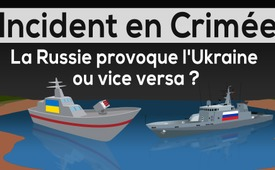 Incident en Crimée
La Russie provoque l'Ukraine
ou vice versa ?